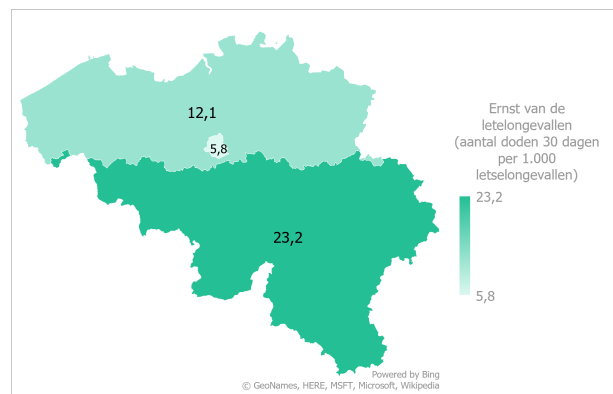 12,1
5,8
23,2
Ernst van de
letelongevallen
(aantal doden 30 dagen
per 1.000
letselongevallen)
23,2
5,8
Powered by Bing
© GeoNames, HERE, MSFT, Microsoft, Wikipedia